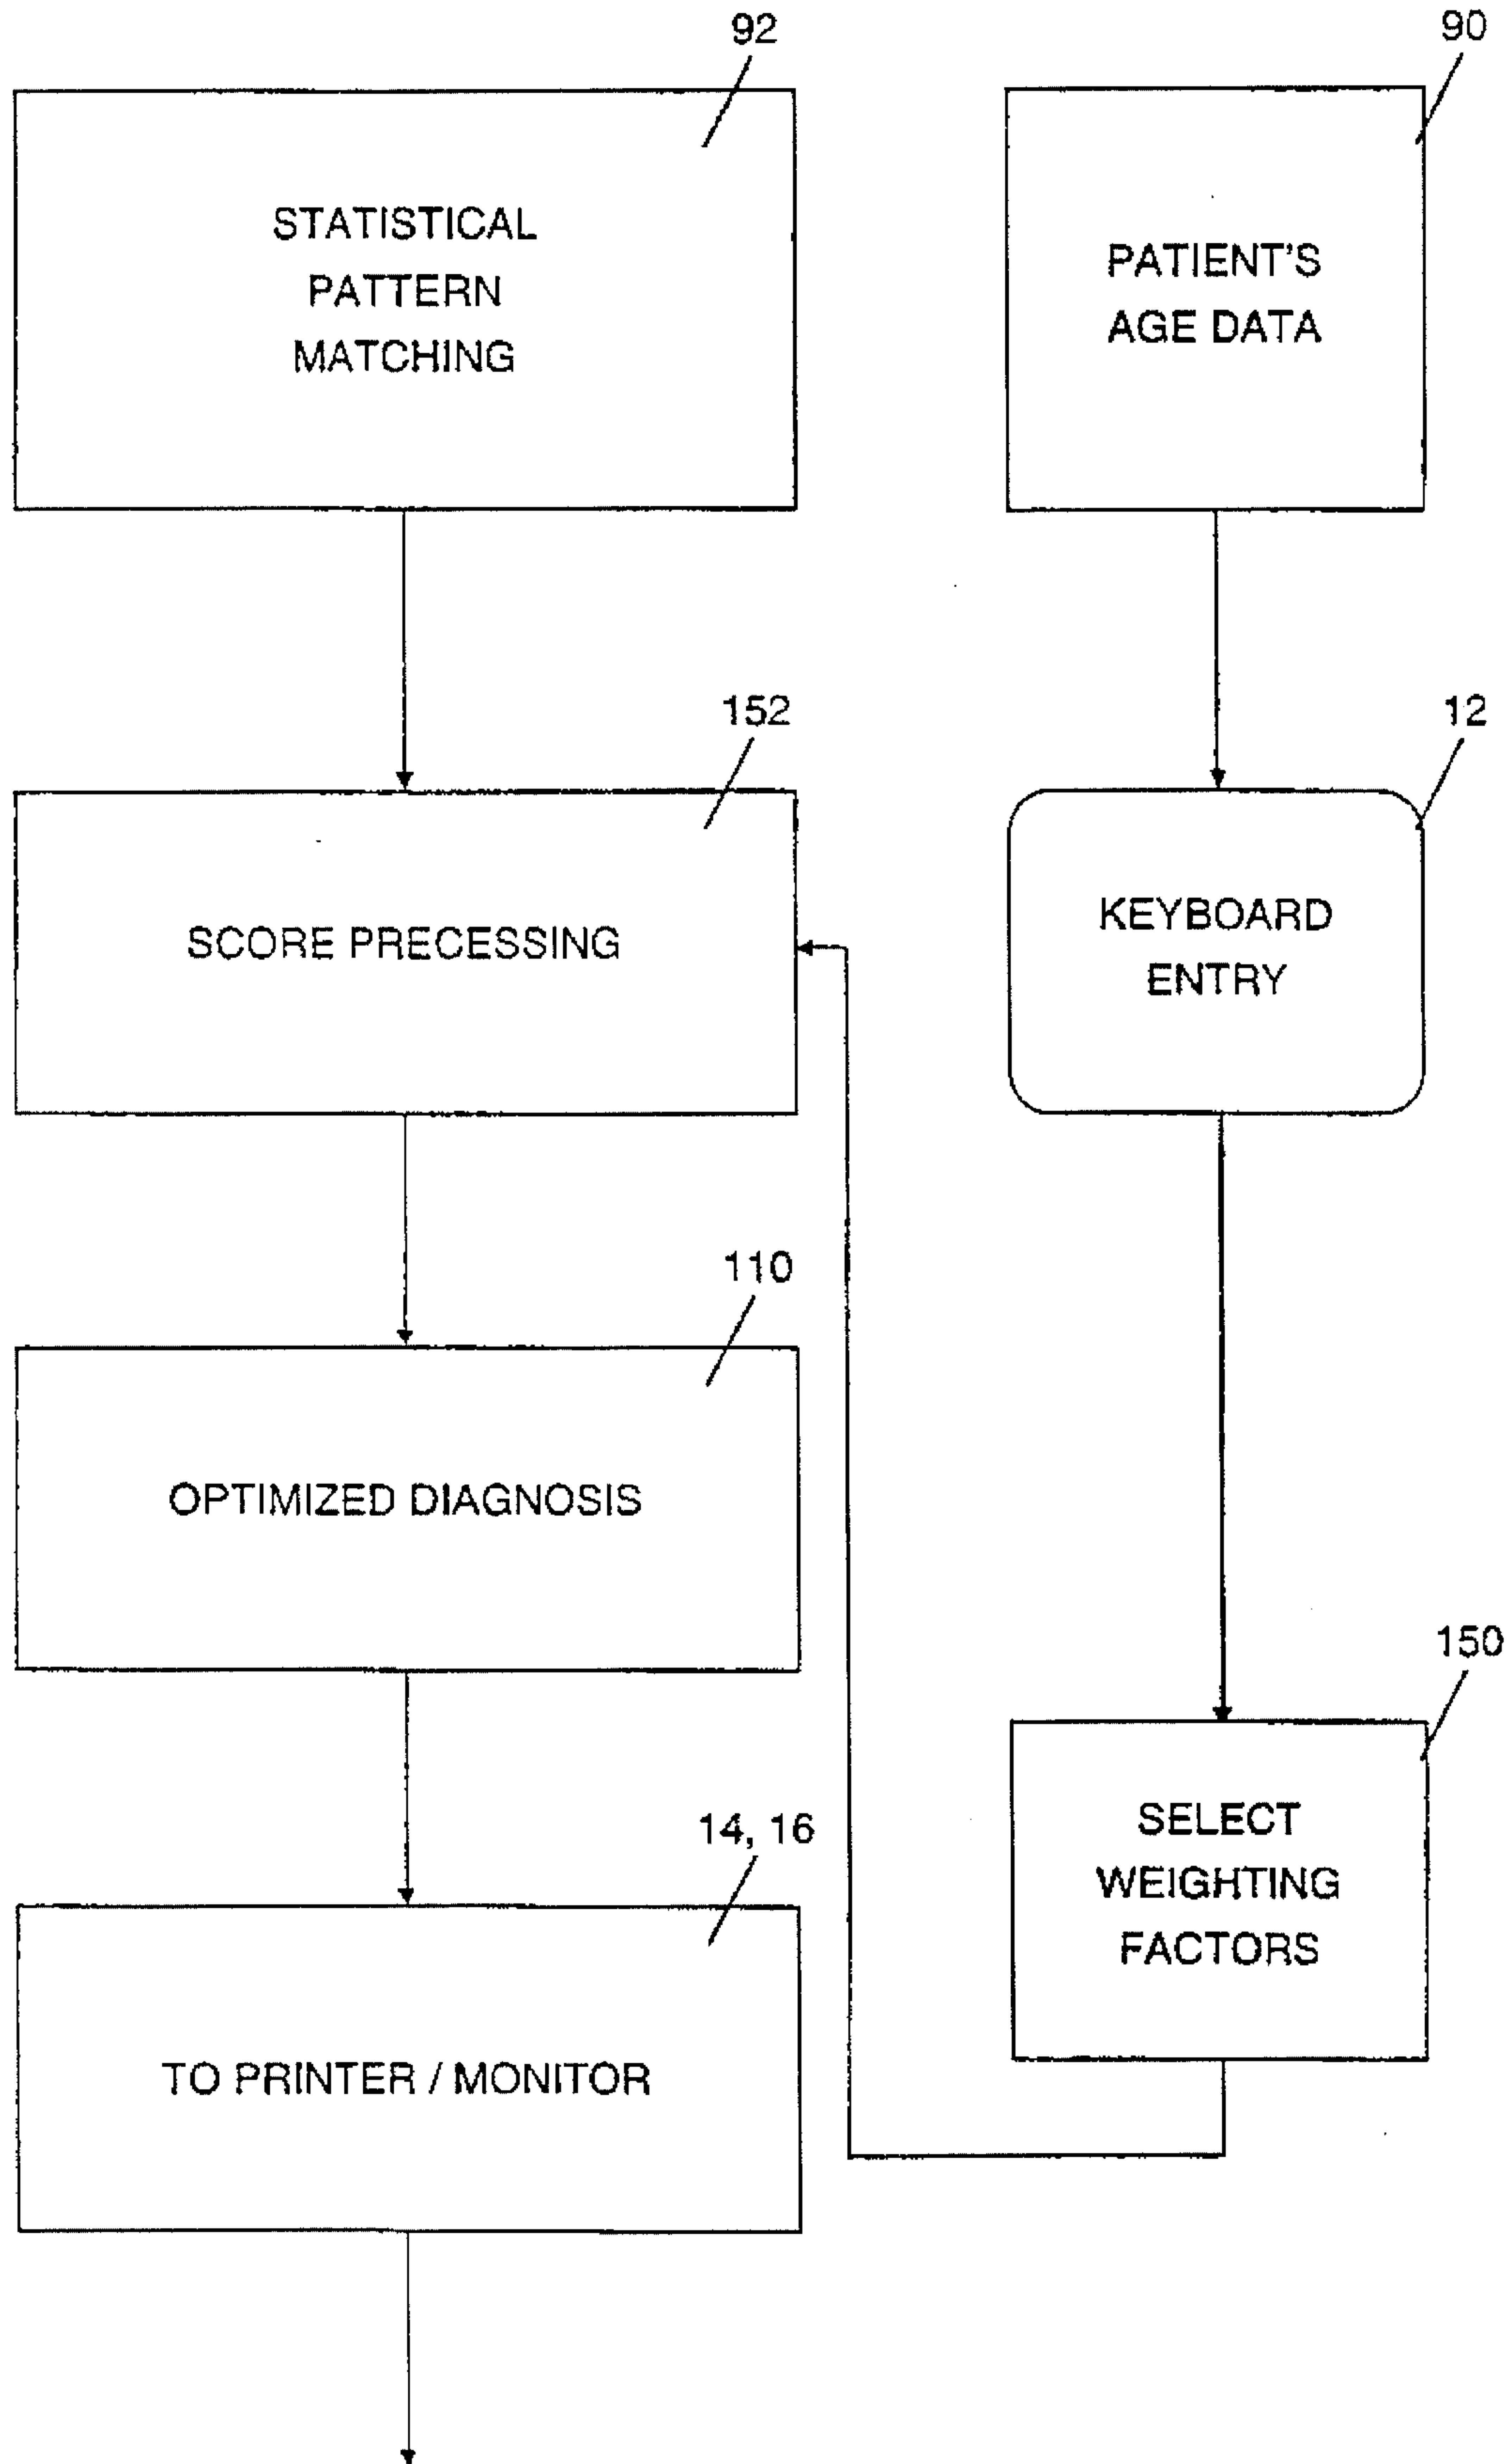 92
STATISTICAL
PATTERN
MATCHING
90
PATIENT'S
AGE DATA
152
SCORE PRECESSING
12
KEYBOARD
ENTRY
110
OPTIMIZED DIAGNOSIS
150
SELECT
WEIGHTING
FACTORS
14, 16
TO PRINTER / MONITOR